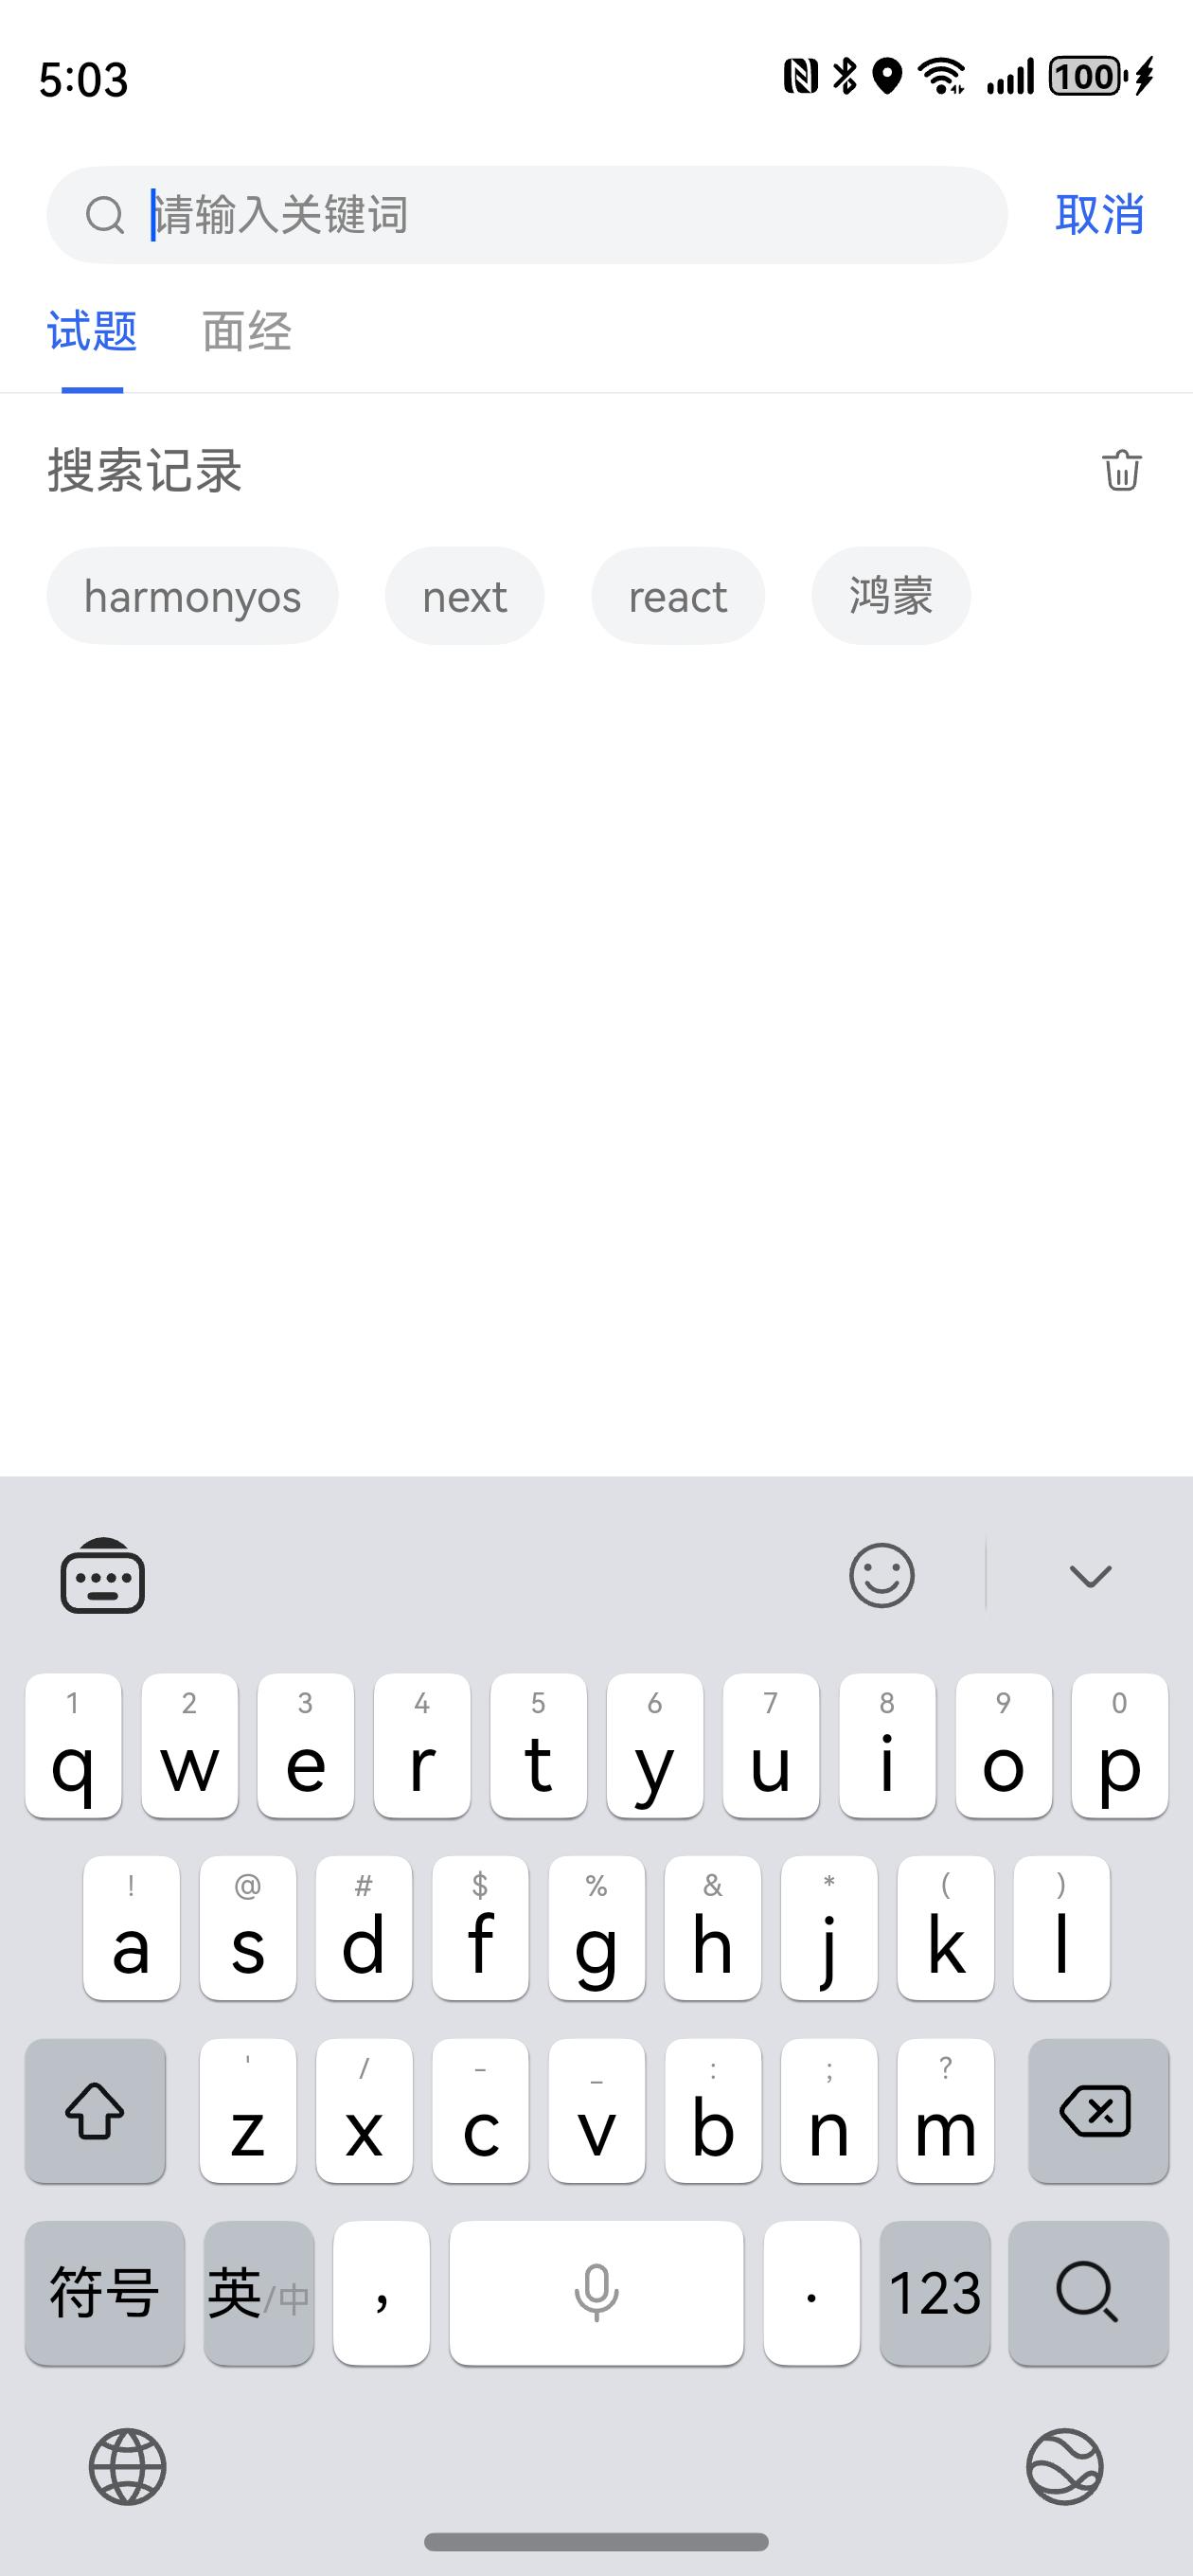 5:03 100
请输入关键词 取消
试题 面经
搜索记录
harmonyos next react 鸿蒙
1 2 3 4 5 6 7 8 9 0
q w e r t y u i o p
! @ # $ % & * ( )
a s d f g h j k l
' / - _ : ; ?
z x c v b n m
符号 英/中 , . 123